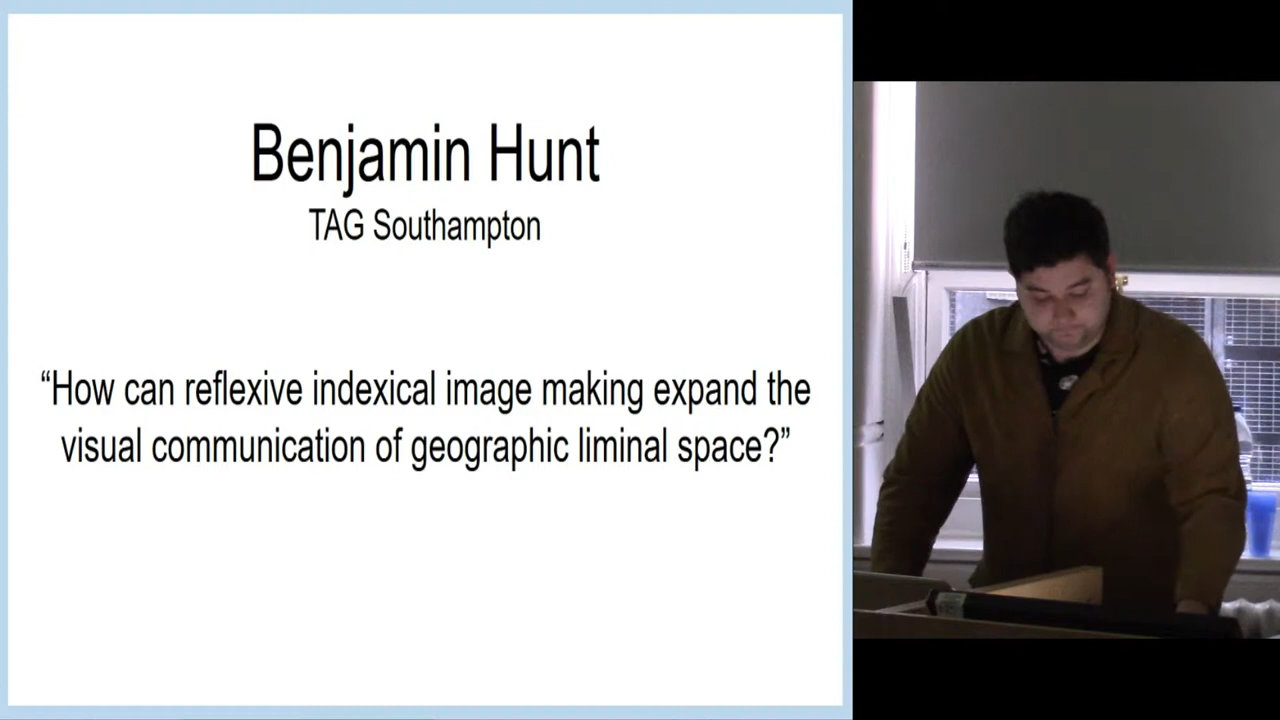 Benjamin Hunt
TAG Southampton
“How can reflexive indexical image making expand the
visual communication of geographic liminal space?”